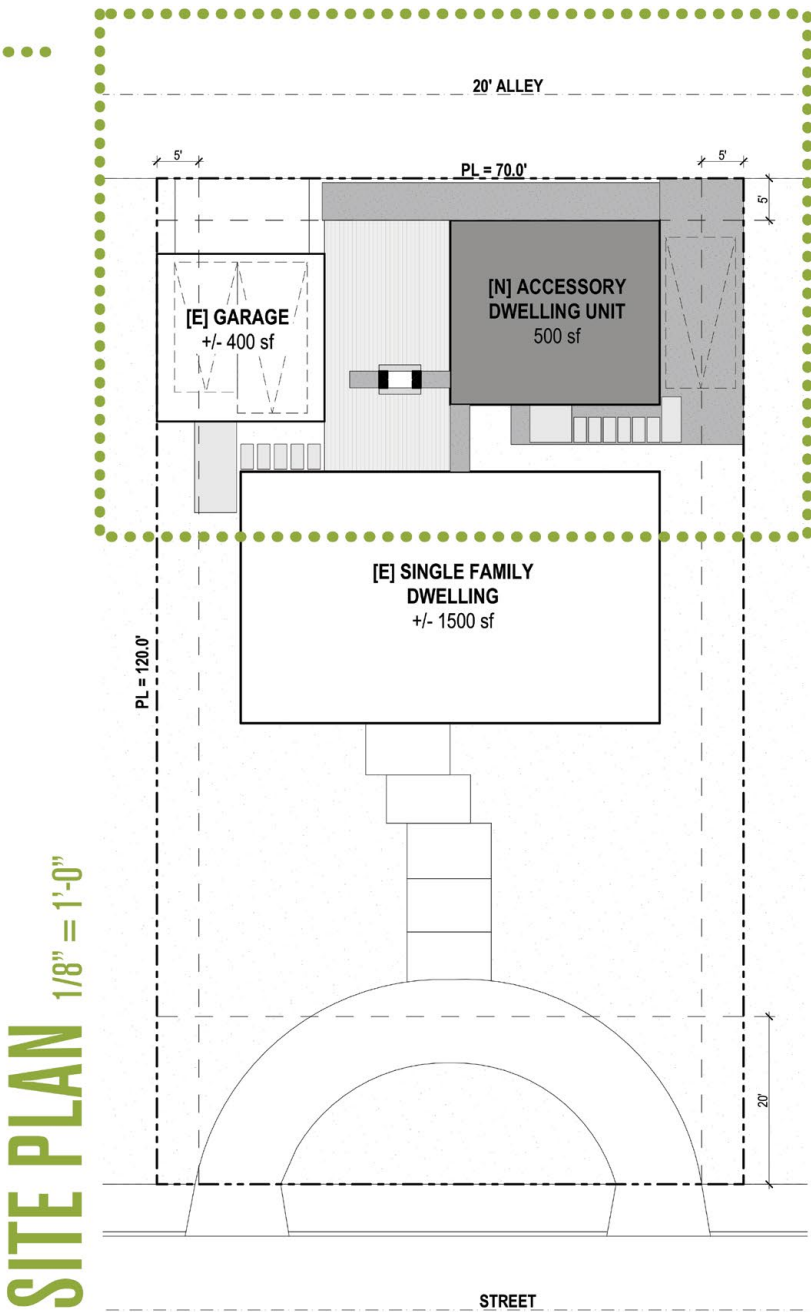 20' ALLEY
5'
5'
PL = 70.0'
5'
[E] GARAGE
+/- 400 sf
[N] ACCESSORY
DWELLING UNIT
500 sf
[E] SINGLE FAMILY
DWELLING
+/- 1500 sf
PL = 120.0'
20'
SITE PLAN 1/8” = 1'-0”
STREET